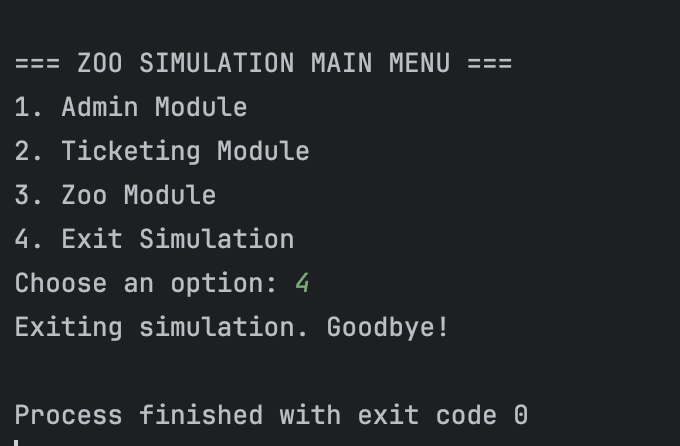 === ZOO SIMULATION MAIN MENU ===
1. Admin Module
2. Ticketing Module
3. Zoo Module
4. Exit Simulation
Choose an option: 4
Exiting simulation. Goodbye!
Process finished with exit code 0